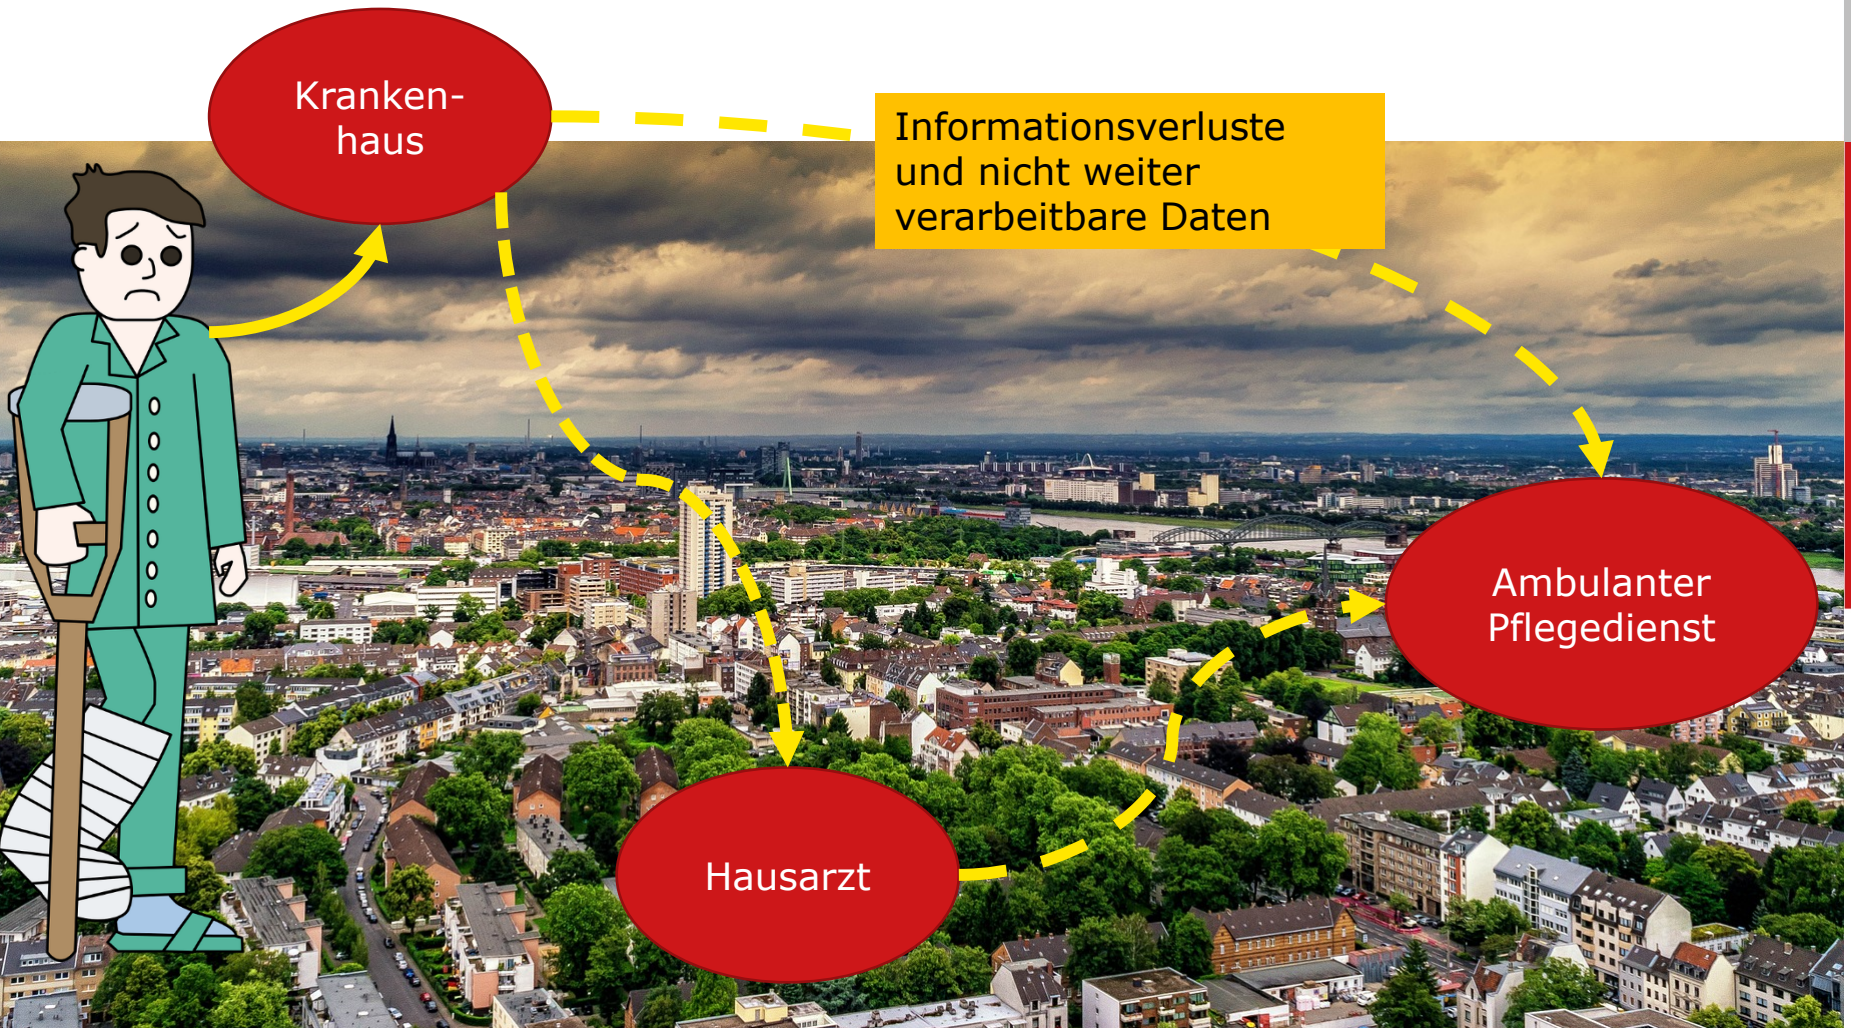 Kranken-
haus
Informationsverluste
und nicht weiter
verarbeitbare Daten
Ambulanter
Pflegedienst
Hausarzt